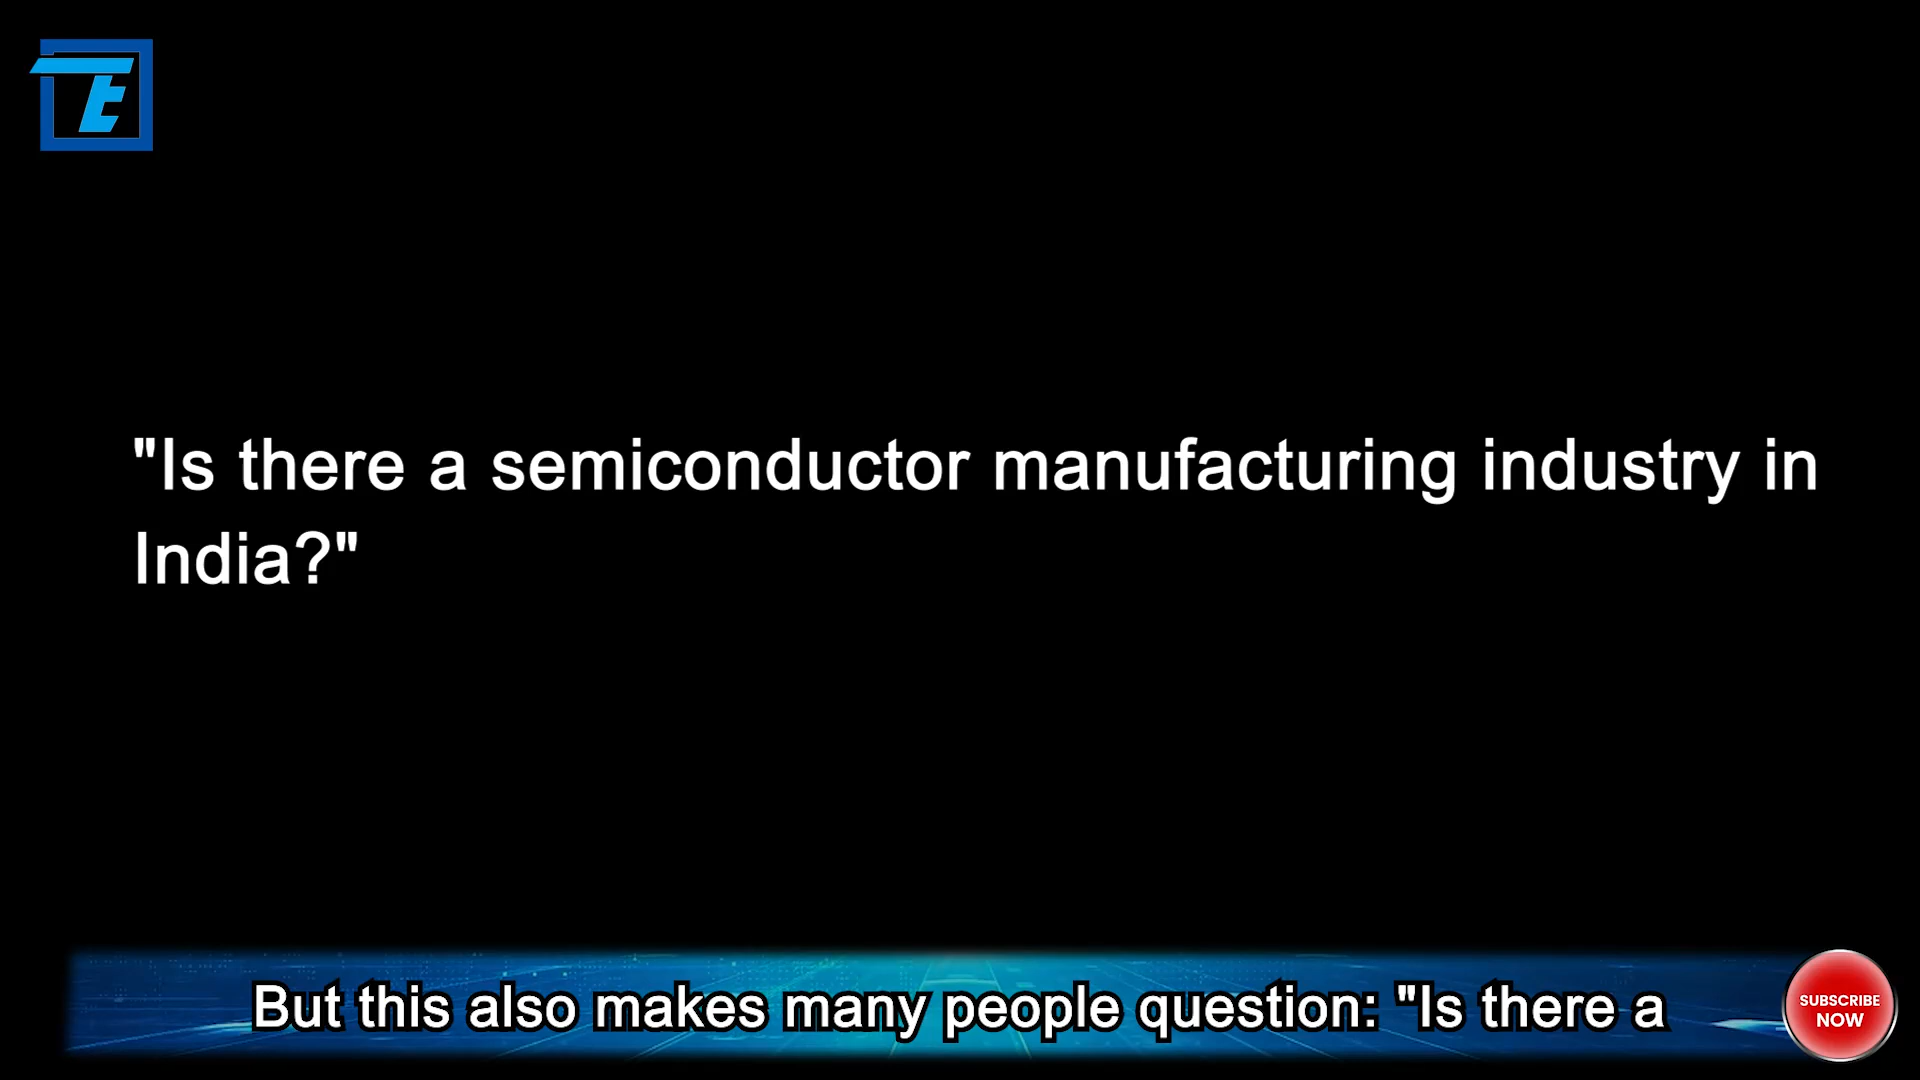 "Is there a semiconductor manufacturing industry in
India?"
But this also makes many people question: "Is there a
SUBSCRIBE
NOW